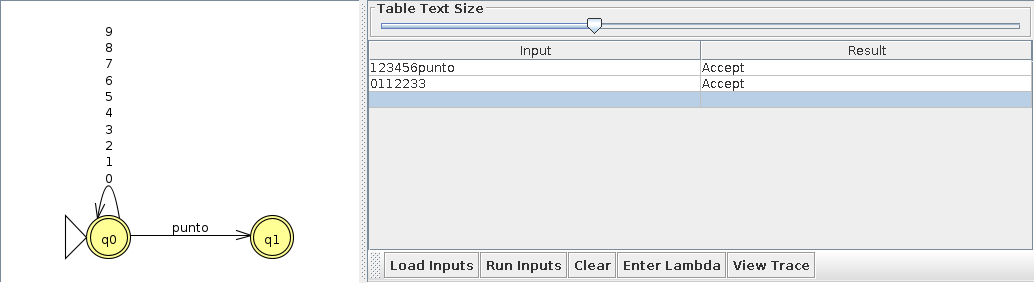 9
8
7
6
5
4
3
2
1
0
q0
punto
q1
Table Text Size
Input Result
123456punto Accept
0112233 Accept
Load Inputs Run Inputs Clear Enter Lambda View Trace